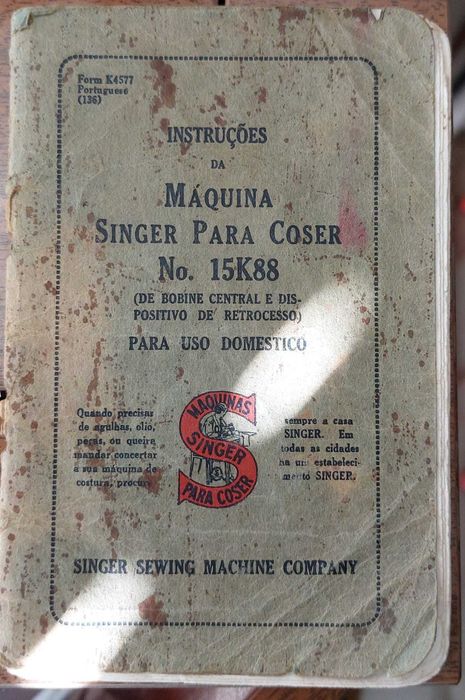 Form K4577
Portuguese
(136)
INSTRUÇÕES
DA
MÁQUINA
SINGER PARA COSER
No. 15K88
(DE BOBINE CENTRAL E DIS-
POSITIVO DE RETROCESSO)
PARA USO DOMESTICO
Quando precisas
de agulhas, olio,
peças, ou queira
mandar concertar
a sua máquina de
costura, procure
MAQUINAS
SINGER
PARA COSER
sempre a casa
SINGER. Em
todas as cidades
ha um estabeleci-
mento SINGER.
SINGER SEWING MACHINE COMPANY